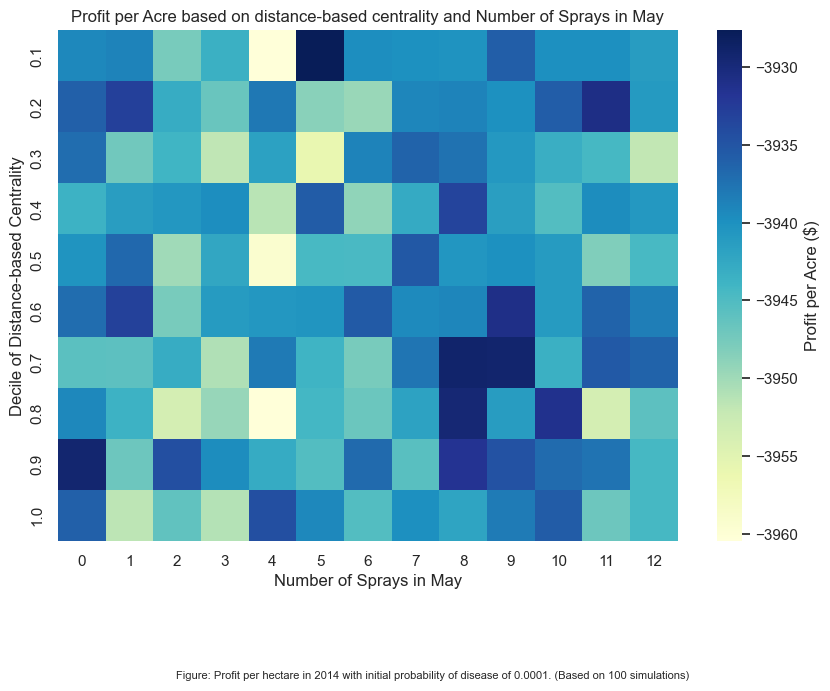 Profit per Acre based on distance-based centrality and Number of Sprays in May
Decile of Distance-based Centrality
0.1
0.2
0.3
0.4
0.5
0.6
0.7
0.8
0.9
1.0
0 1 2 3 4 5 6 7 8 9 10 11 12
Number of Sprays in May
−3930
−3935
−3940
−3945
−3950
−3955
−3960
Profit per Acre ($)
Figure: Profit per hectare in 2014 with initial probability of disease of 0.0001. (Based on 100 simulations)